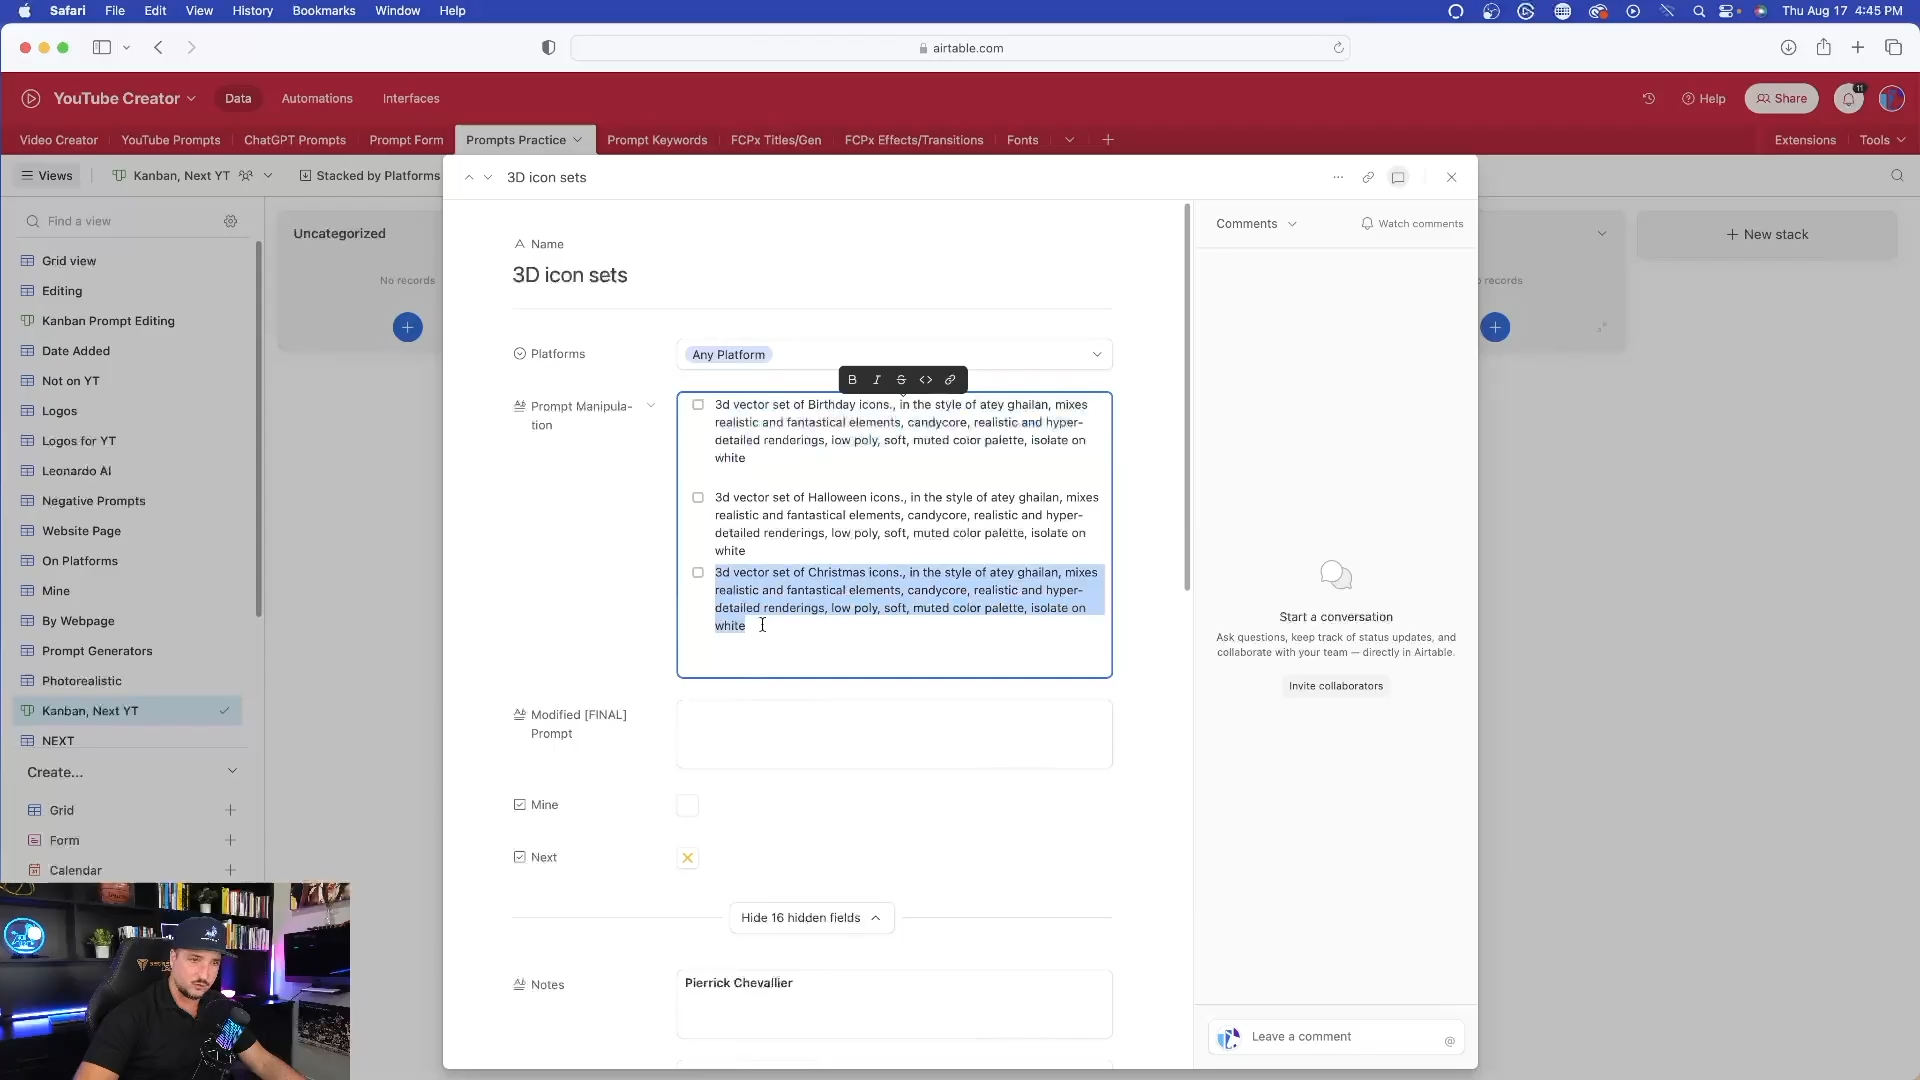 Safari File Edit View History Bookmarks Window Help
Thu Aug 17 4:45 PM
airtable.com
YouTube Creator Data Automations Interfaces
Help Share 11
Video Creator YouTube Prompts ChatGPT Prompts Prompt Form Prompts Practice Prompt Keywords FCPx Titles/Gen FCPx Effects/Transitions Fonts
Extensions Tools
Views Kanban, Next YT Stacked by Platforms
Find a view
Grid view
Editing
Kanban Prompt Editing
Date Added
Not on YT
Logos
Logos for YT
Leonardo AI
Negative Prompts
Website Page
On Platforms
Mine
By Webpage
Prompt Generators
Photorealistic
Kanban, Next YT
NEXT
Create...
Grid
Form
Calendar
Uncategorized
No records
3D icon sets
Name
3D icon sets
Platforms
Any Platform
B I S <>
Prompt Manipula-
tion
3d vector set of Birthday icons., in the style of atey ghailan, mixes
realistic and fantastical elements, candycore, realistic and hyper-
detailed renderings, low poly, soft, muted color palette, isolate on
white
3d vector set of Halloween icons., in the style of atey ghailan, mixes
realistic and fantastical elements, candycore, realistic and hyper-
detailed renderings, low poly, soft, muted color palette, isolate on
white
3d vector set of Christmas icons., in the style of atey ghailan, mixes
realistic and fantastical elements, candycore, realistic and hyper-
detailed renderings, low poly, soft, muted color palette, isolate on
white
Modified [FINAL]
Prompt
Mine
Next
Hide 16 hidden fields
Notes
Pierrick Chevallier
Comments
Watch comments
Start a conversation
Ask questions, keep track of status updates, and
collaborate with your team — directly in Airtable.
Invite collaborators
Leave a comment
@
records
New stack